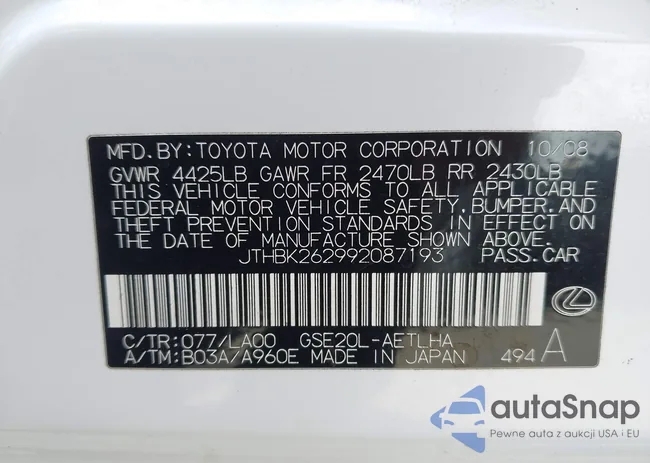 MFD.BY:TOYOTA MOTOR CORPORATION 10/08
GVWR 4425LB GAWR FR 2470LB RR 2430LB
THIS VEHICLE CONFORMS TO ALL APPLICABLE
FEDERAL MOTOR VEHICLE SAFETY,BUMPER,AND
THEFT PREVENTION STANDARDS IN EFFECT ON
THE DATE OF MANUFACTURE SHOWN ABOVE.
JTHBK262992087193 PASS.CAR
C/TR:077/LA00 GSE20L-AETLHA
A/TM:B03A/A960E MADE IN JAPAN 494 A
autoSnap
Pewne auta z aukcji USA i EU